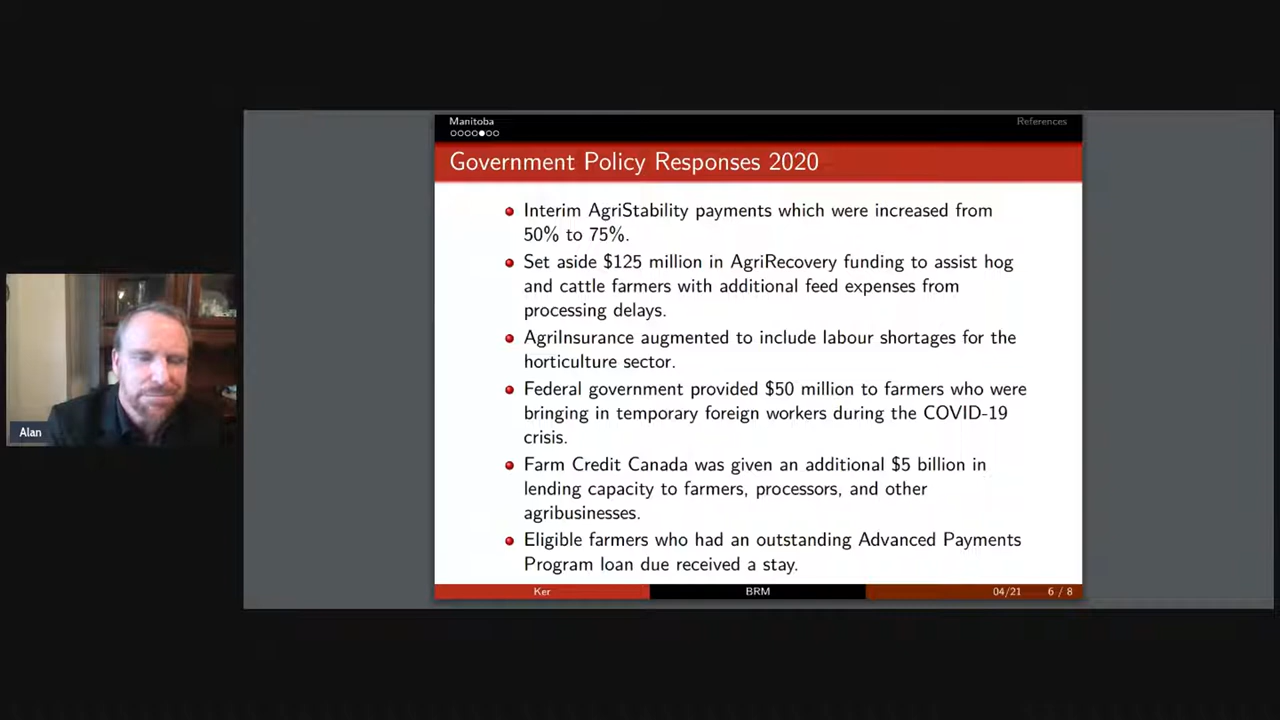 Manitoba
References
Government Policy Responses 2020
Interim AgriStability payments which were increased from
50% to 75%.
Set aside $125 million in AgriRecovery funding to assist hog
and cattle farmers with additional feed expenses from
processing delays.
AgriInsurance augmented to include labour shortages for the
horticulture sector.
Federal government provided $50 million to farmers who were
bringing in temporary foreign workers during the COVID-19
crisis.
Farm Credit Canada was given an additional $5 billion in
lending capacity to farmers, processors, and other
agribusinesses.
Eligible farmers who had an outstanding Advanced Payments
Program loan due received a stay.
Alan
Ker
BRM
04/21 6 / 8